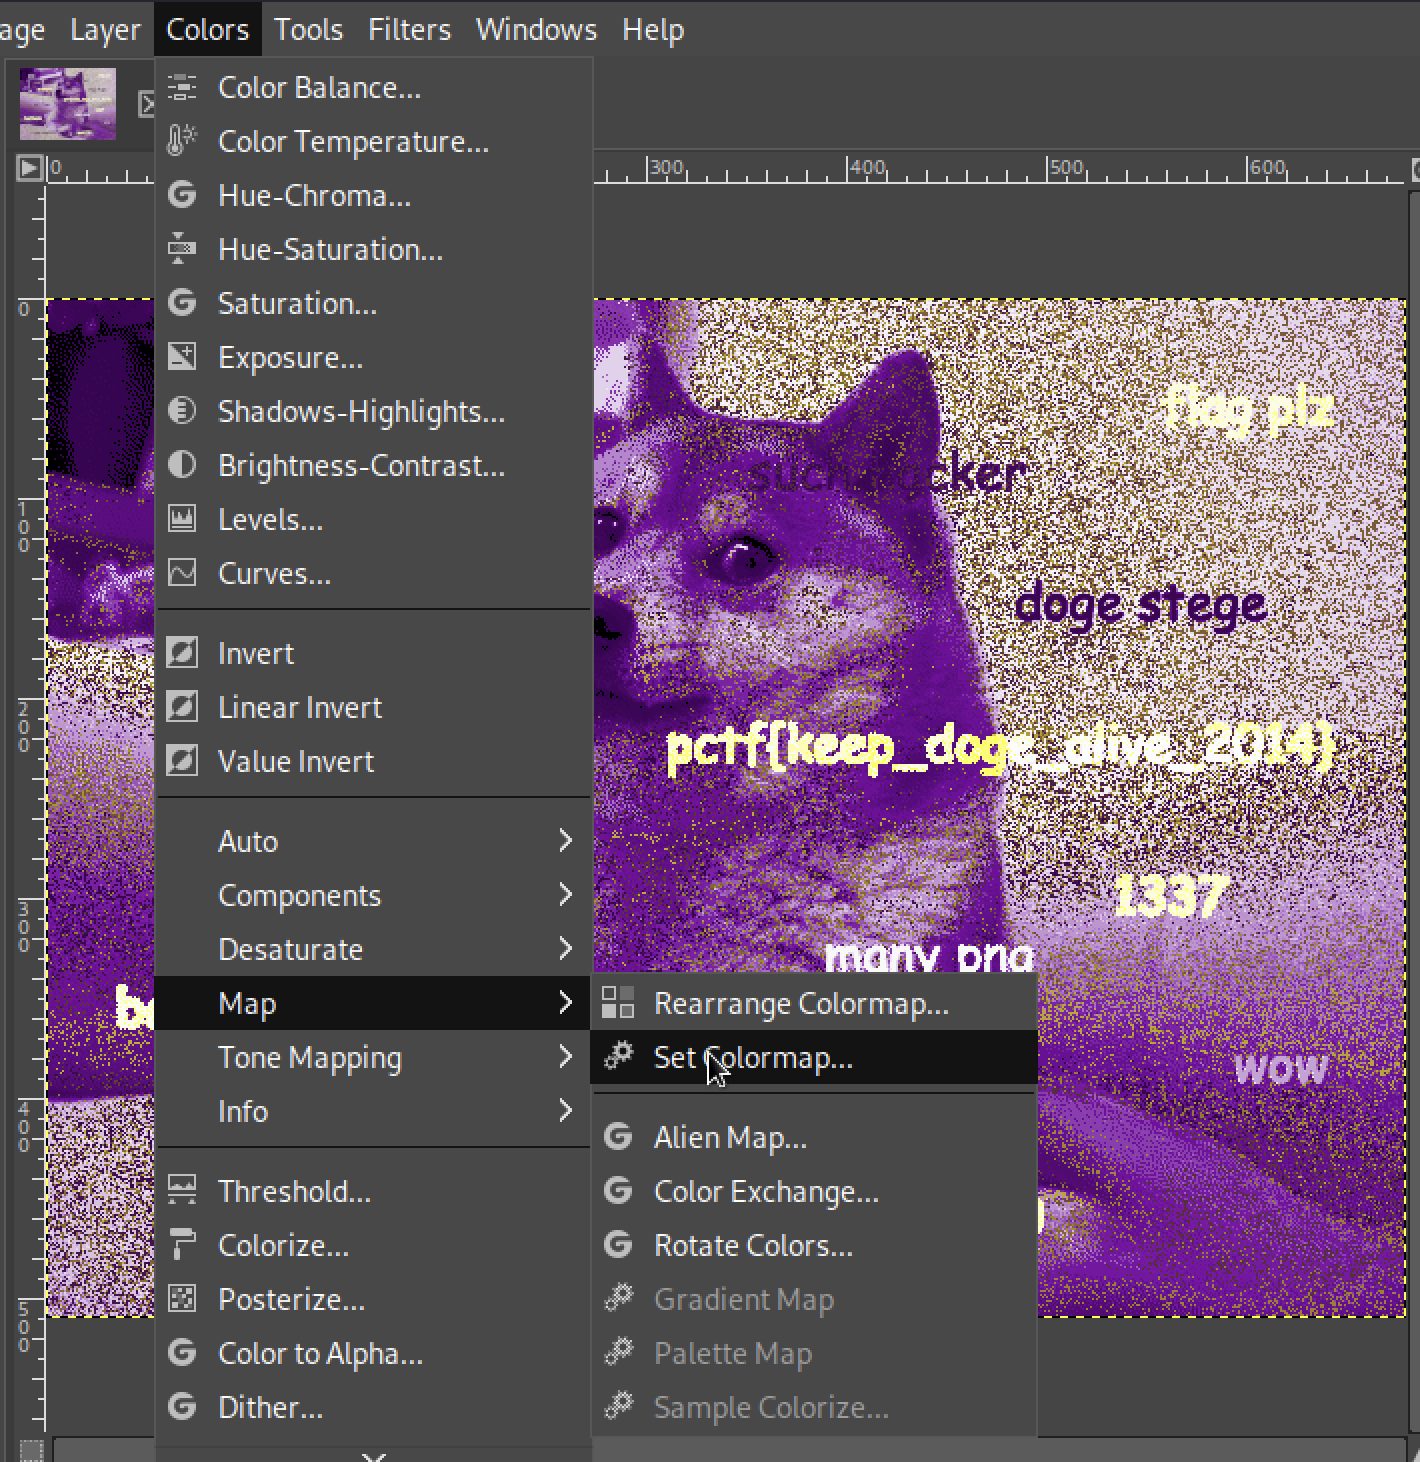 age Layer Colors Tools Filters Windows Help
0 300 400 500 600
Color Balance...
Color Temperature...
Hue-Chroma...
Hue-Saturation...
Saturation...
Exposure...
Shadows-Highlights...
Brightness-Contrast...
Levels...
Curves...
Invert
Linear Invert
Value Invert
Auto
Components
Desaturate
Map
Tone Mapping
Info
Threshold...
Colorize...
Posterize...
Color to Alpha...
Dither...
Rearrange Colormap...
Set Colormap...
Alien Map...
Color Exchange...
Rotate Colors...
Gradient Map
Palette Map
Sample Colorize...
0
100
200
300
400
500
flag plz
such hacker
doge stege
pctf{keep_doge_alive_2014}
1337
many png
wow